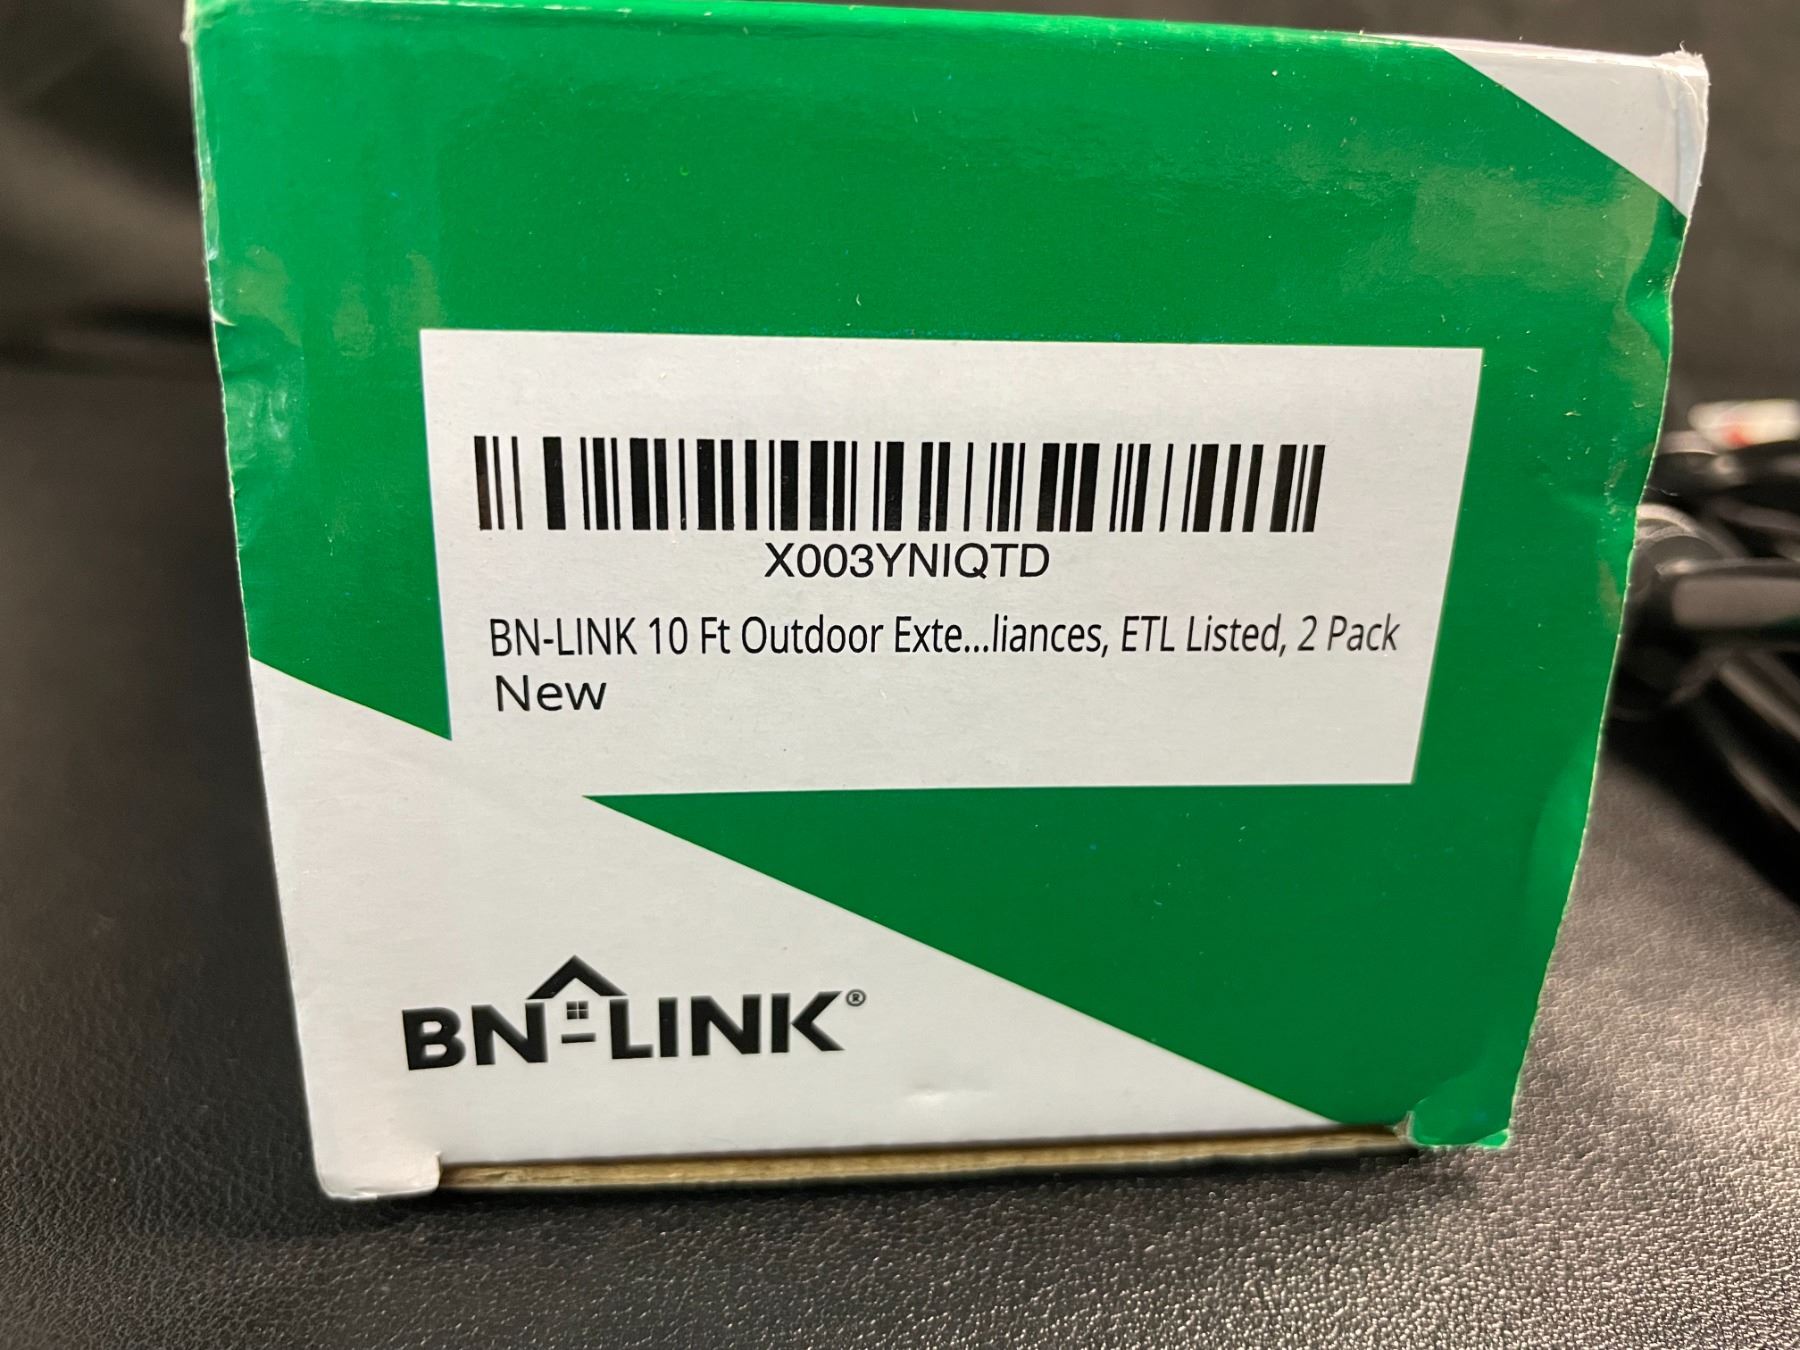 X003YNIQTD
BN-LINK 10 Ft Outdoor Exte...liances, ETL Listed, 2 Pack
New
BN-LINK®